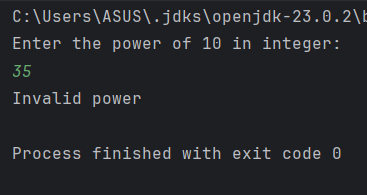 C:\Users\ASUS\.jdks\openjdk-23.0.2\b
Enter the power of 10 in integer:
35
Invalid power
Process finished with exit code 0